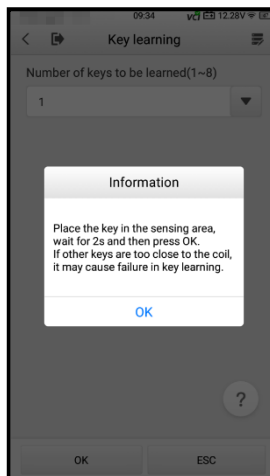 09:34 VCI 12.28V
Key learning
Number of keys to be learned(1~8)
1
Information
Place the key in the sensing area,
wait for 2s and then press OK.
If other keys are too close to the coil,
it may cause failure in key learning.
OK
?
OK ESC